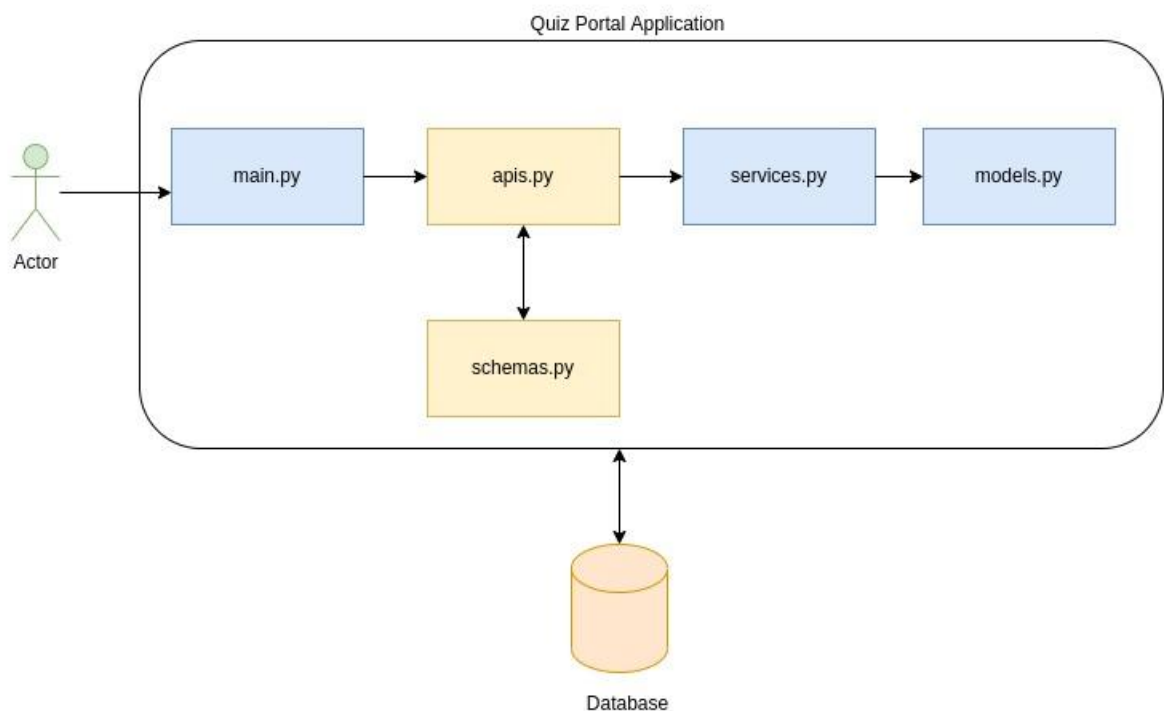 Quiz Portal Application
main.py
apis.py
services.py
models.py
Actor
schemas.py
Database